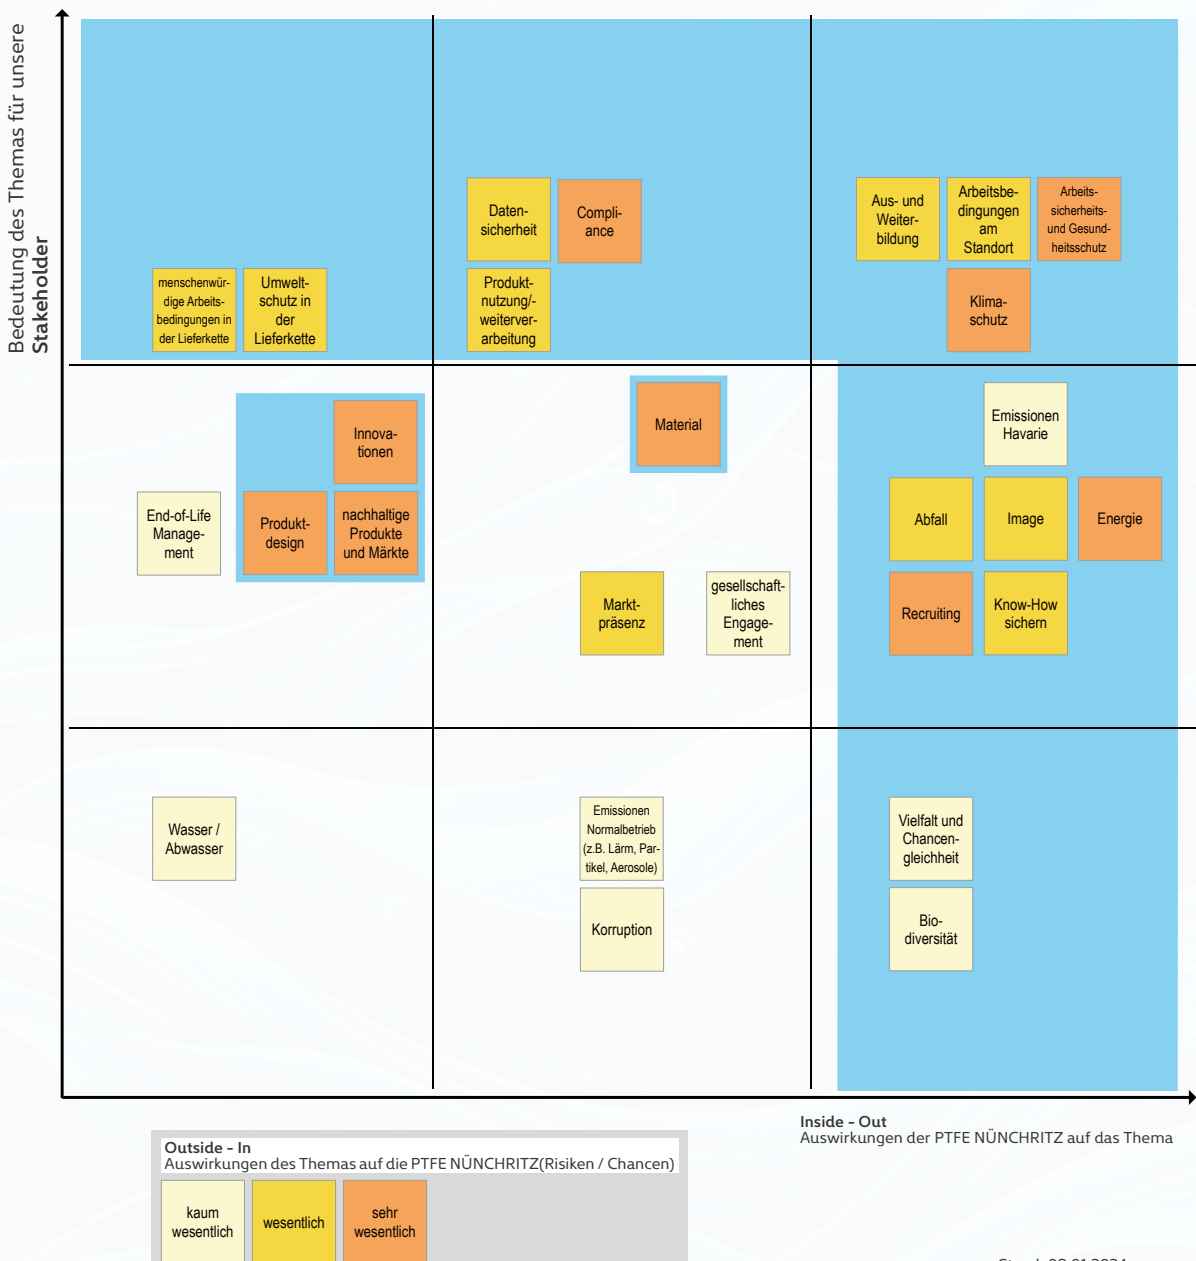 Bedeutung des Themas für unsere
Stakeholder
Daten-
sicherheit
Compli-
ance
Aus- und
Weiter-
bildung
Arbeitsbe-
dingungen
am
Standort
Arbeits-
sicherheits-
und Gesund-
heitsschutz
menschenwür-
dige Arbeits-
bedingungen in
der Lieferkette
Umwelt-
schutz in
der
Lieferkette
Produkt-
nutzung/-
weiterver-
arbeitung
Klima-
schutz
Innova-
tionen
Material
Emissionen
Havarie
End-of-Life
Manage-
ment
Produkt-
design
nachhaltige
Produkte
und Märkte
Abfall
Image
Energie
Markt-
präsenz
gesellschaft-
liches
Engage-
ment
Recruiting
Know-How
sichern
Wasser /
Abwasser
Emissionen
Normalbetrieb
(z.B. Lärm, Par-
tikel, Aerosole)
Vielfalt und
Chancen-
gleichheit
Korruption
Bio-
diversität
Inside - Out
Auswirkungen der PTFE NÜNCHRITZ auf das Thema
Outside - In
Auswirkungen des Themas auf die PTFE NÜNCHRITZ(Risiken / Chancen)
kaum
wesentlich
wesentlich
sehr
wesentlich